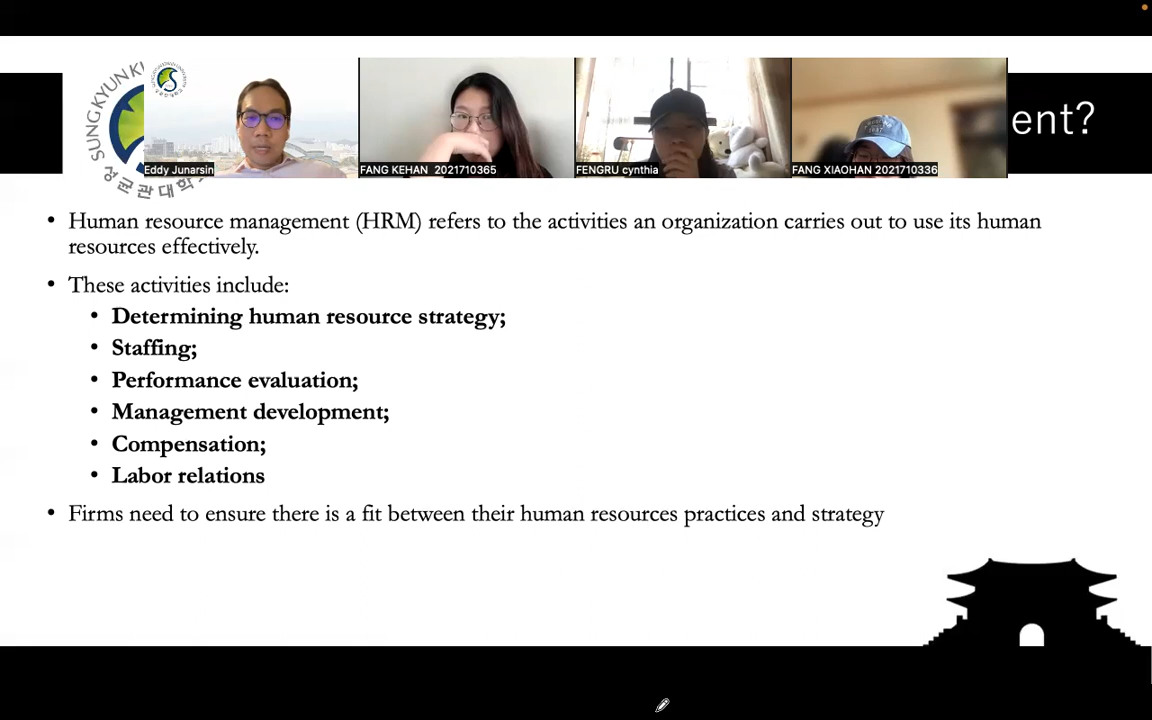 SUNGKYUNK
성균관대학
ent?
Eddy Junarsin
FANG KEHAN 2021710365
FENGRU cynthia
FANG XIAOHAN 2021710336
• Human resource management (HRM) refers to the activities an organization carries out to use its human
resources effectively.
• These activities include:
• Determining human resource strategy;
• Staffing;
• Performance evaluation;
• Management development;
• Compensation;
• Labor relations
• Firms need to ensure there is a fit between their human resources practices and strategy